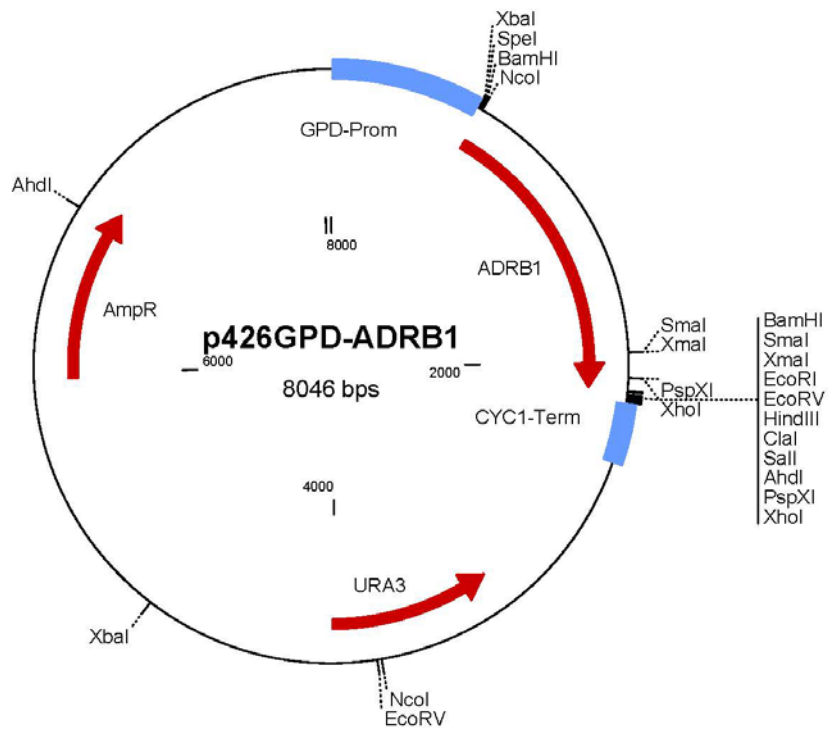 XbaI
SpeI
BamHI
NcoI
GPD-Prom
AhdI
8000
ADRB1
AmpR
p426GPD-ADRB1
6000
2000
8046 bps
SmaI
XmaI
PspXI
XhoI
CYC1-Term
BamHI
SmaI
XmaI
EcoRI
EcoRV
HindIII
ClaI
SalI
AhdI
PspXI
XhoI
4000
URA3
XbaI
NcoI
EcoRV